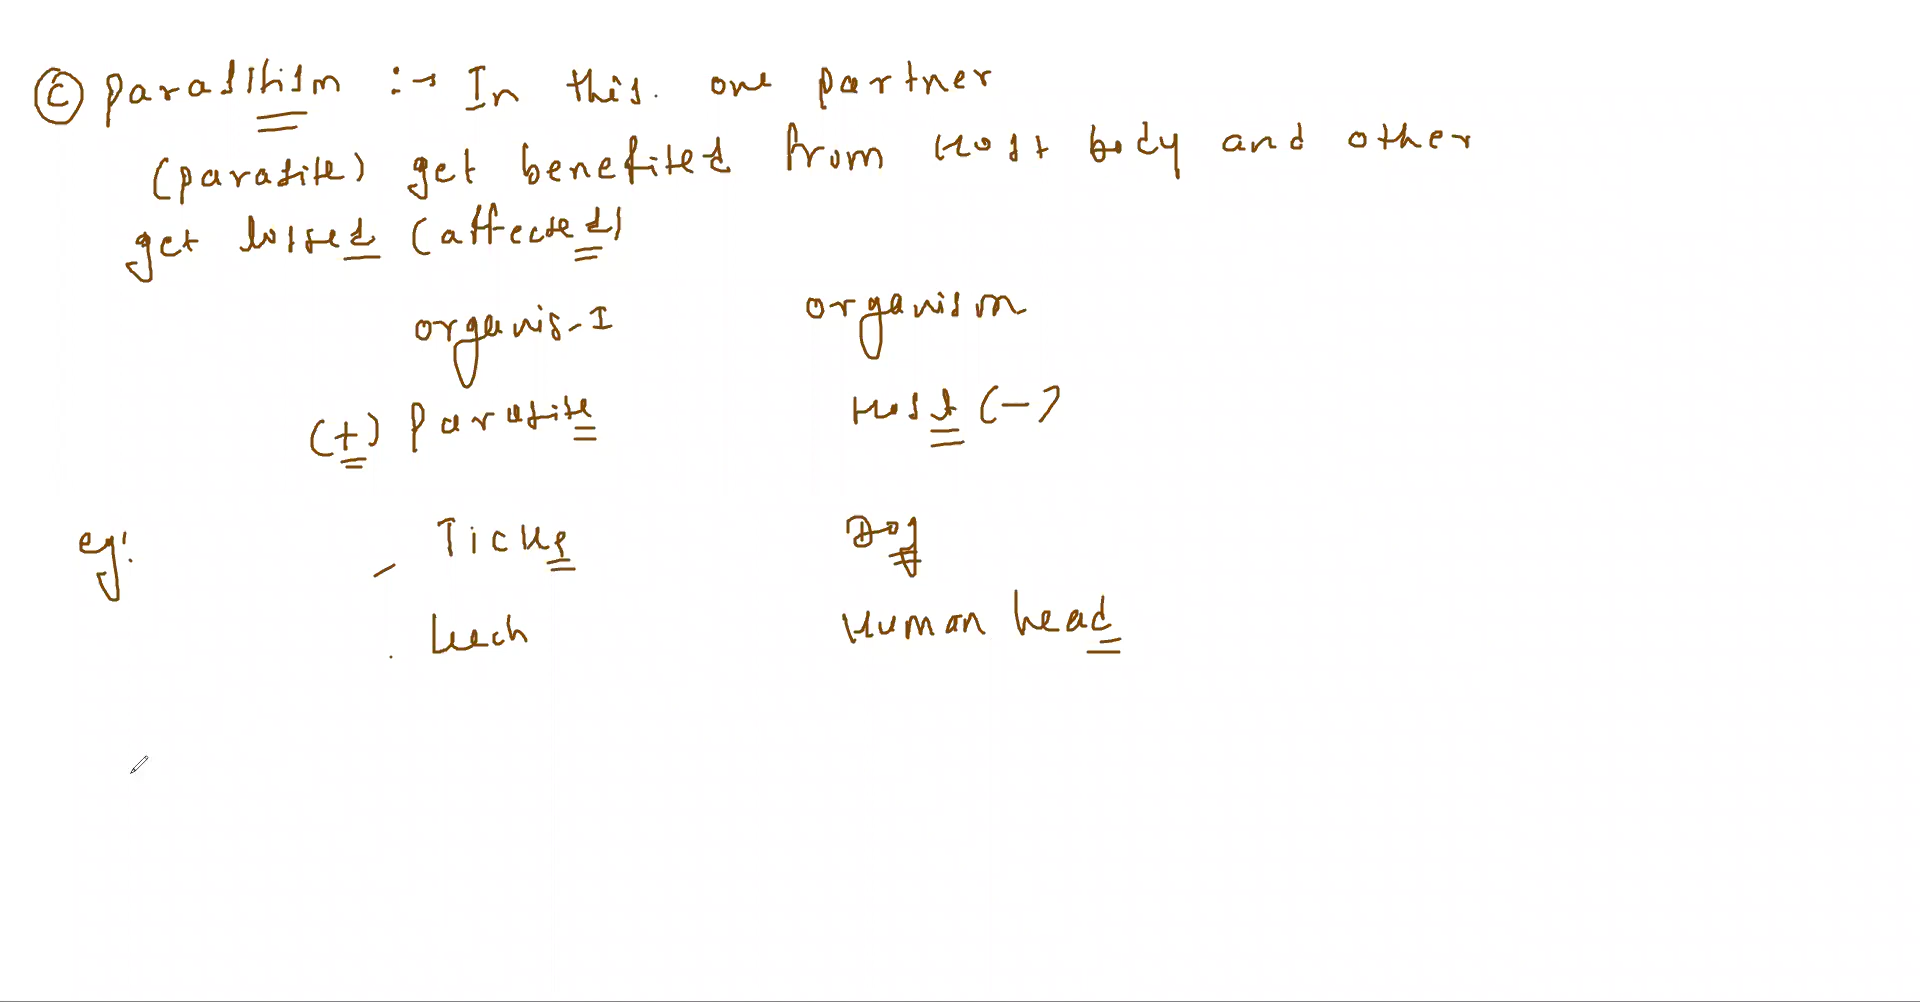 © parasitism :→ In this. one partner
(parasite) get benefited from Host body and other
get lossed (affected)
organis-I organism
(+) Parasite Host (-)
eg: - Ticks Dog
. leech Human head